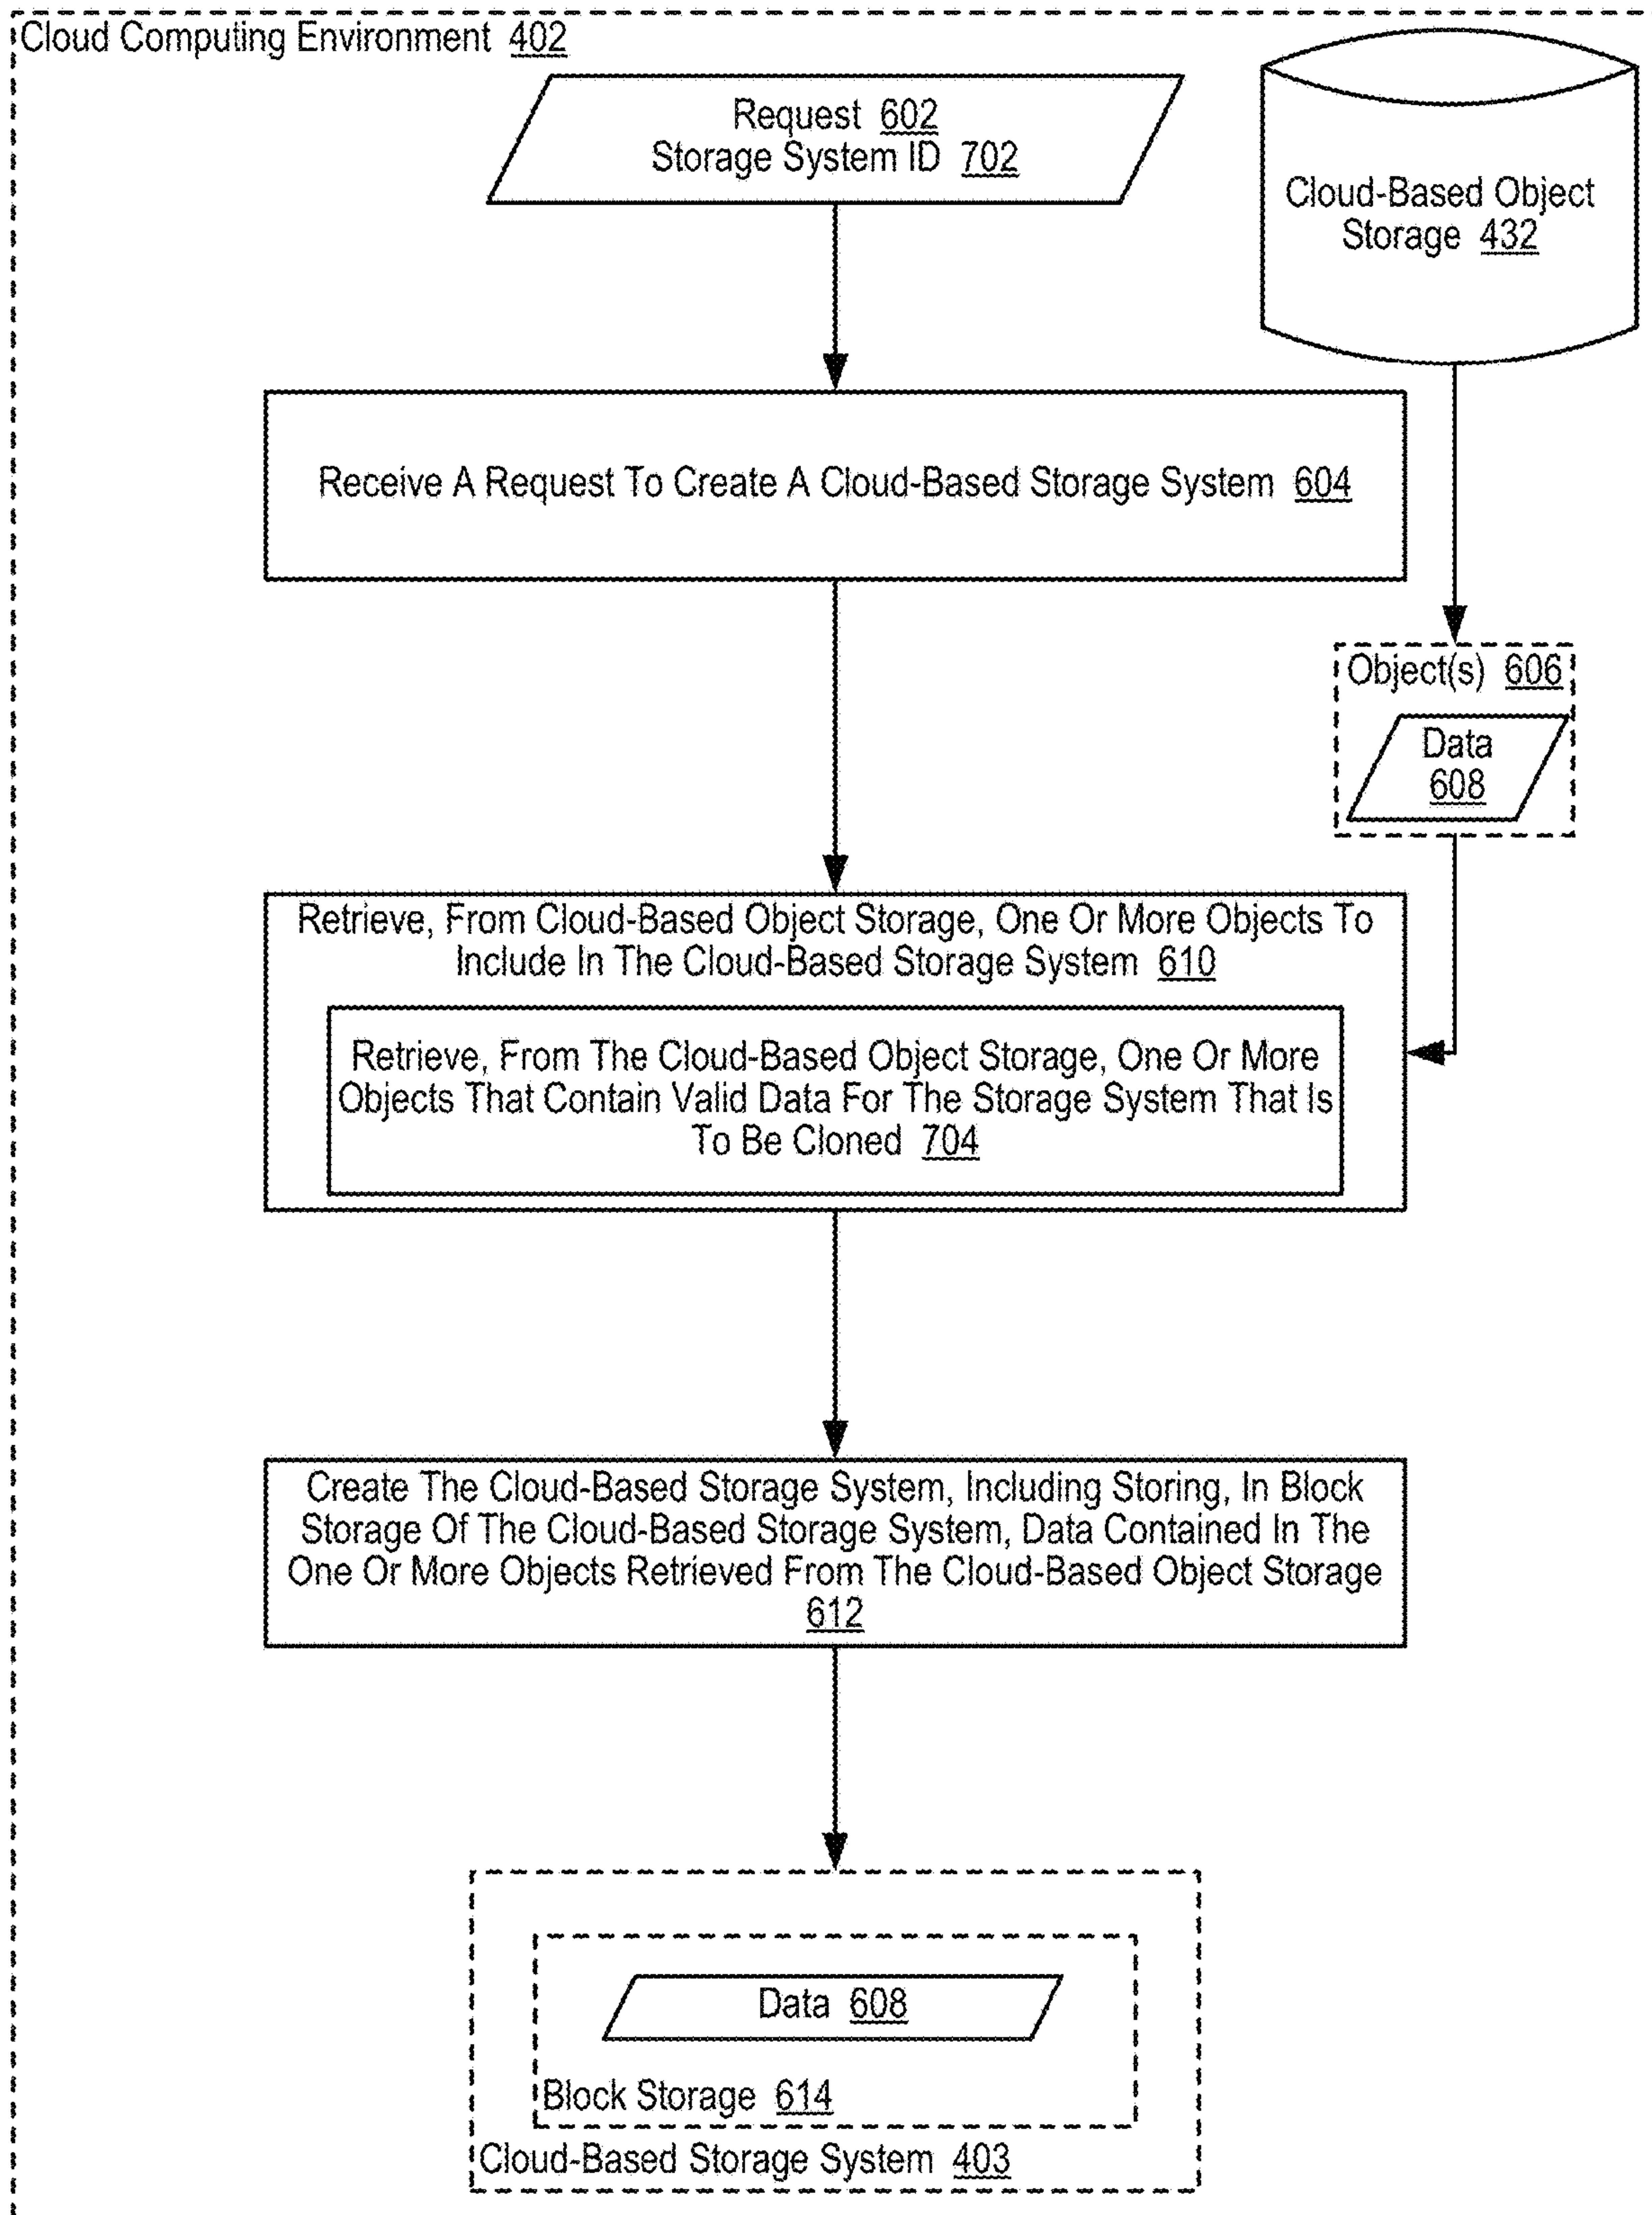 Cloud Computing Environment 402
Request 602
Storage System ID 702
Cloud-Based Object
Storage 432
Receive A Request To Create A Cloud-Based Storage System 604
Object(s) 606
Data
608
Retrieve, From Cloud-Based Object Storage, One Or More Objects To
Include In The Cloud-Based Storage System 610
Retrieve, From The Cloud-Based Object Storage, One Or More
Objects That Contain Valid Data For The Storage System That Is
To Be Cloned 704
Create The Cloud-Based Storage System, Including Storing, In Block
Storage Of The Cloud-Based Storage System, Data Contained In The
One Or More Objects Retrieved From The Cloud-Based Object Storage
612
Data 608
Block Storage 614
Cloud-Based Storage System 403